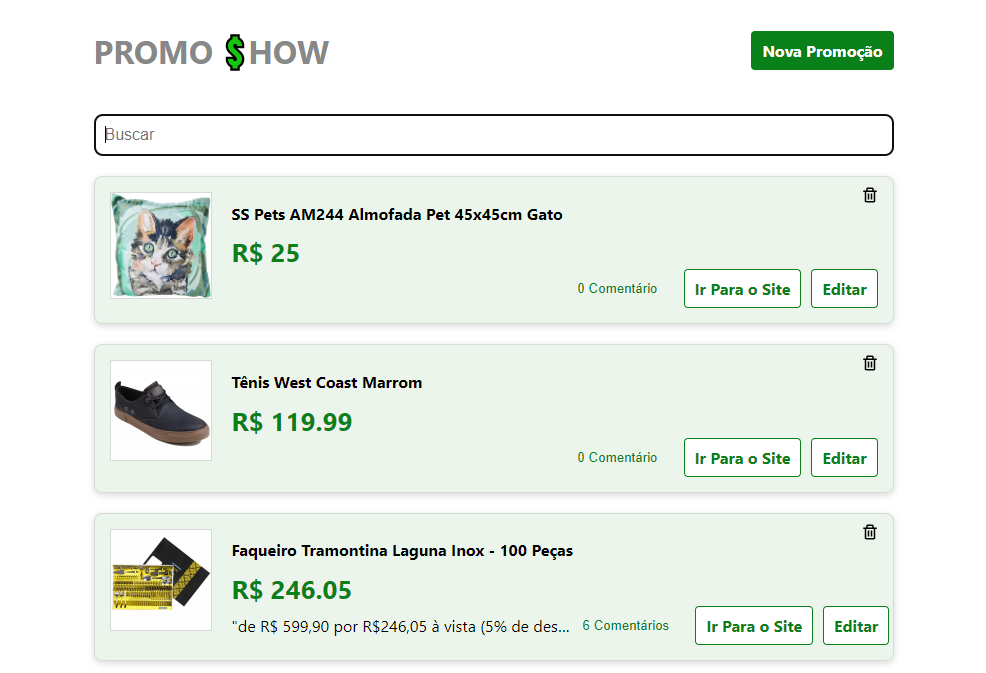 PROMO $HOW
Nova Promoção
Buscar
SS Pets AM244 Almofada Pet 45x45cm Gato
R$ 25
0 Comentário
Ir Para o Site
Editar
Tênis West Coast Marrom
R$ 119.99
0 Comentário
Ir Para o Site
Editar
Faqueiro Tramontina Laguna Inox - 100 Peças
R$ 246.05
"de R$ 599,90 por R$246,05 à vista (5% de des...
6 Comentários
Ir Para o Site
Editar